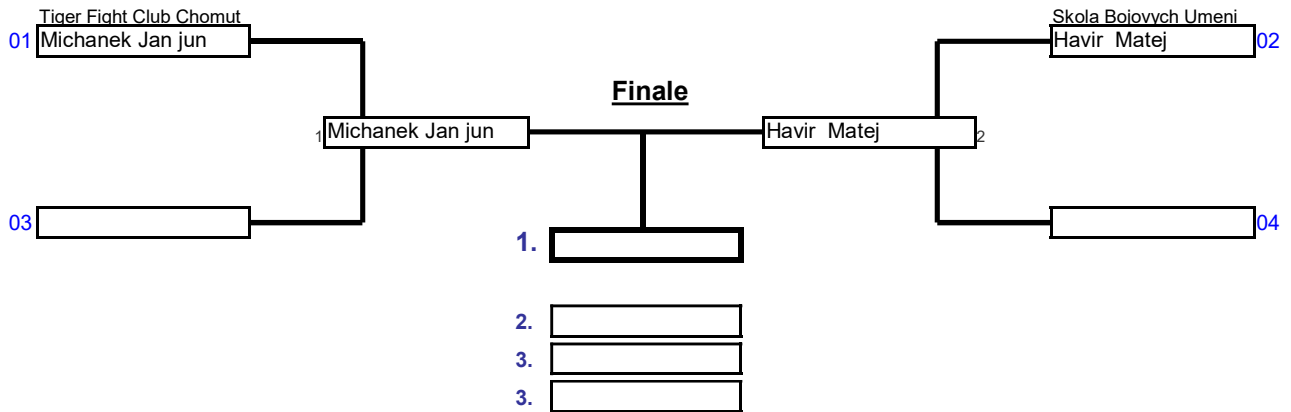 Tiger Fight Club Chomut
Skola Bojovych Umeni
01 Michanek Jan jun
Havir Matej 02
Finale
1 Michanek Jan jun
Havir Matej 2
03
04
1.
2.
3.
3.